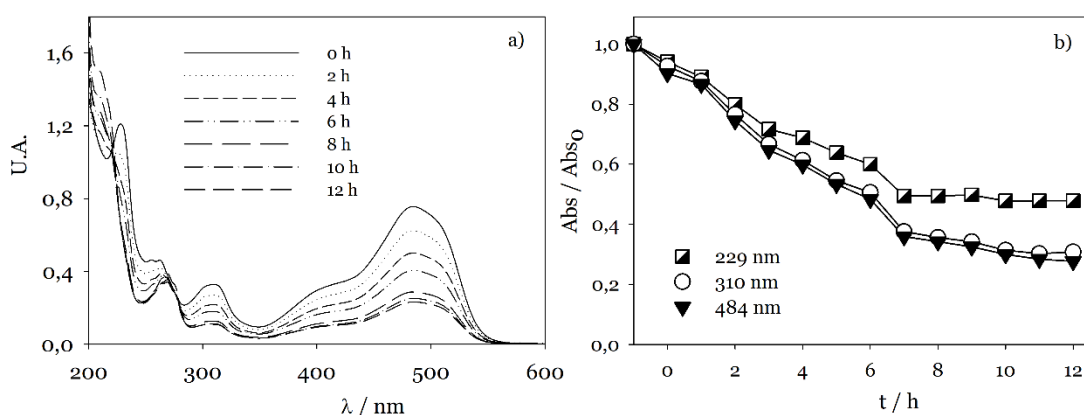 a)
U.A.
1,6
1,2
0,8
0,4
0,0
0 h
2 h
4 h
6 h
8 h
10 h
12 h
200 300 400 500 600
λ / nm
b)
Abs / Abs0
1,0
0,8
0,6
0,4
0,2
0,0
229 nm
310 nm
484 nm
0 2 4 6 8 10 12
t / h